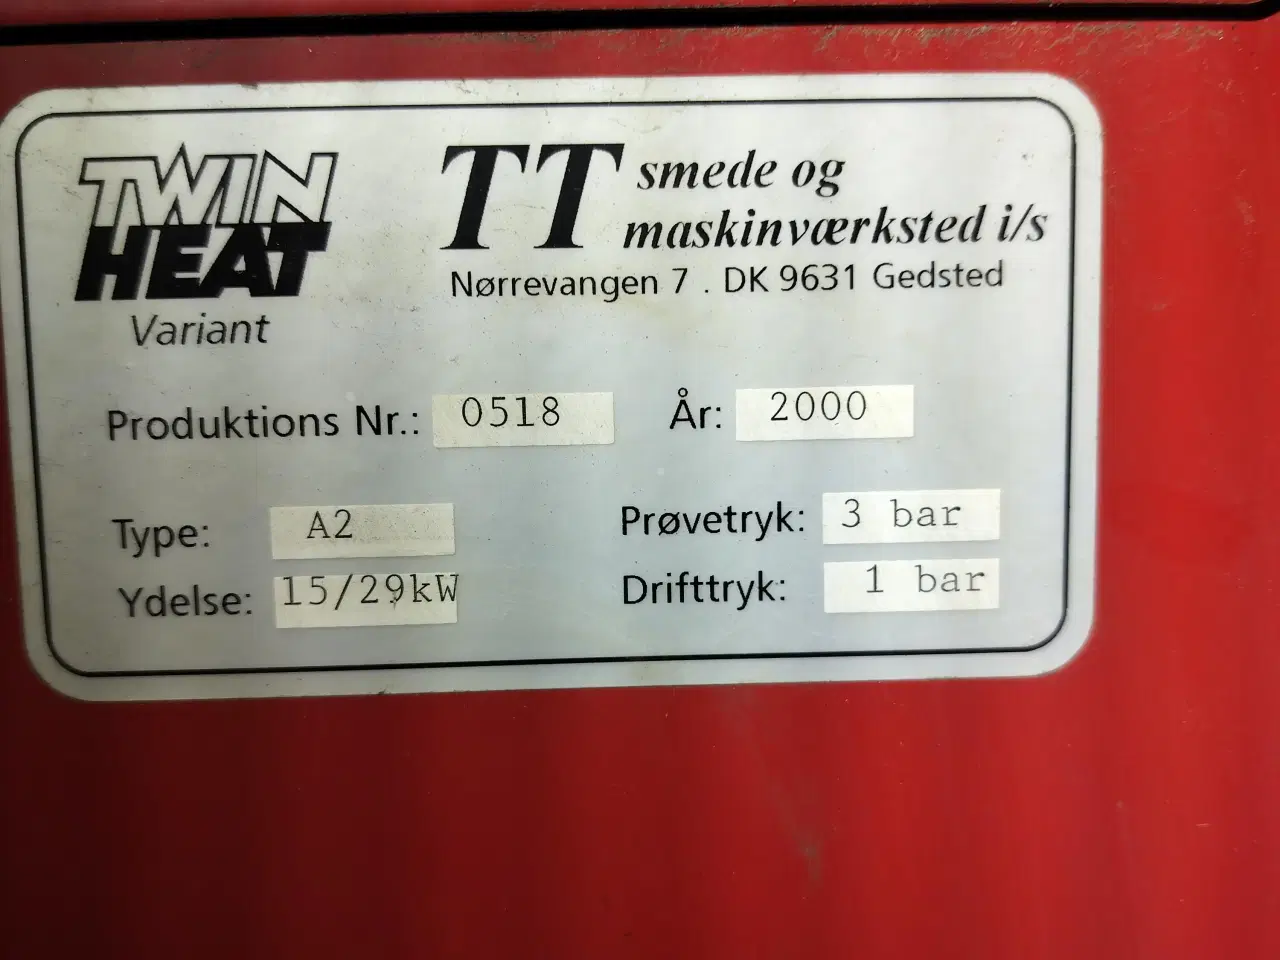 TWIN
HEAT
Variant
TT smede og
maskinværksted i/s
Nørrevangen 7 . DK 9631 Gedsted
Produktions Nr.: 0518 År: 2000
Type: A2 Prøvetryk: 3 bar
Ydelse: 15/29kW Drifttryk: 1 bar